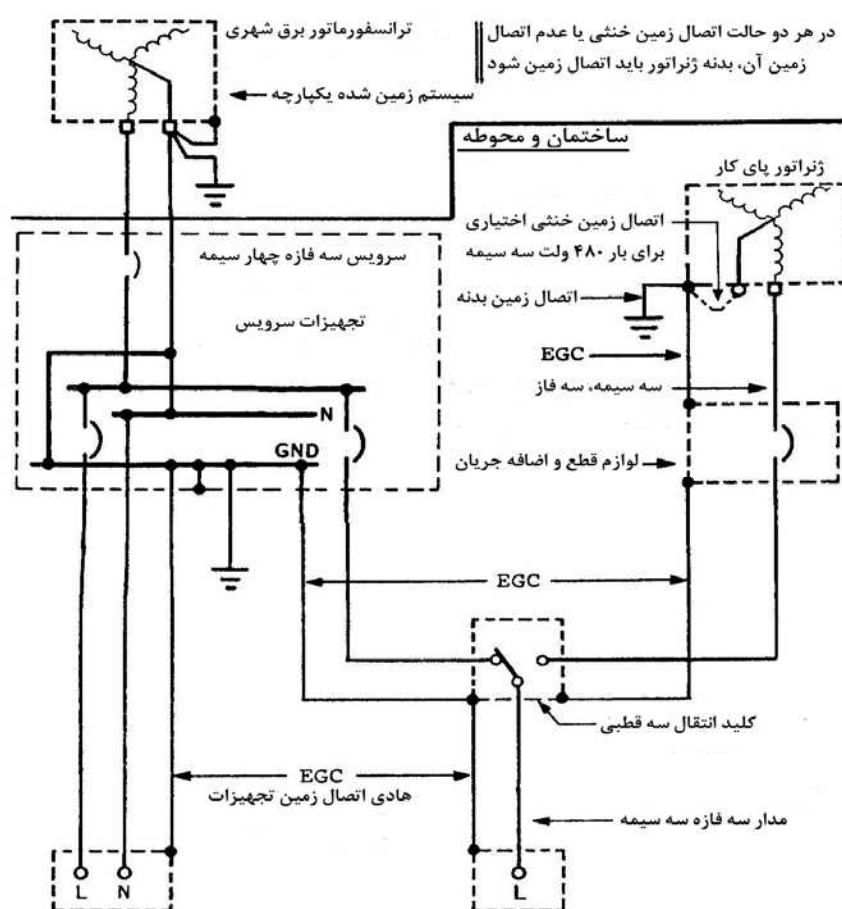 در هر دو حالت اتصال زمین خنثی یا عدم اتصال
زمین آن، بدنه ژنراتور باید اتصال زمین شود
ترانسفورماتور برق شهری
سیستم زمین شده یکپارچه
ساختمان و محوطه
ژنراتور پای کار
اتصال زمین خنثی اختیاری
برای بار ۴۸۰ ولت سه سیمه
اتصال زمین بدنه
EGC
سه سیمه، سه فاز
لوازم قطع و اضافه جریان
سرویس سه فازه چهار سیمه
تجهیزات سرویس
N
GND
EGC
کلید انتقال سه قطبی
EGC
هادی اتصال زمین تجهیزات
مدار سه فازه سه سیمه
L N
L